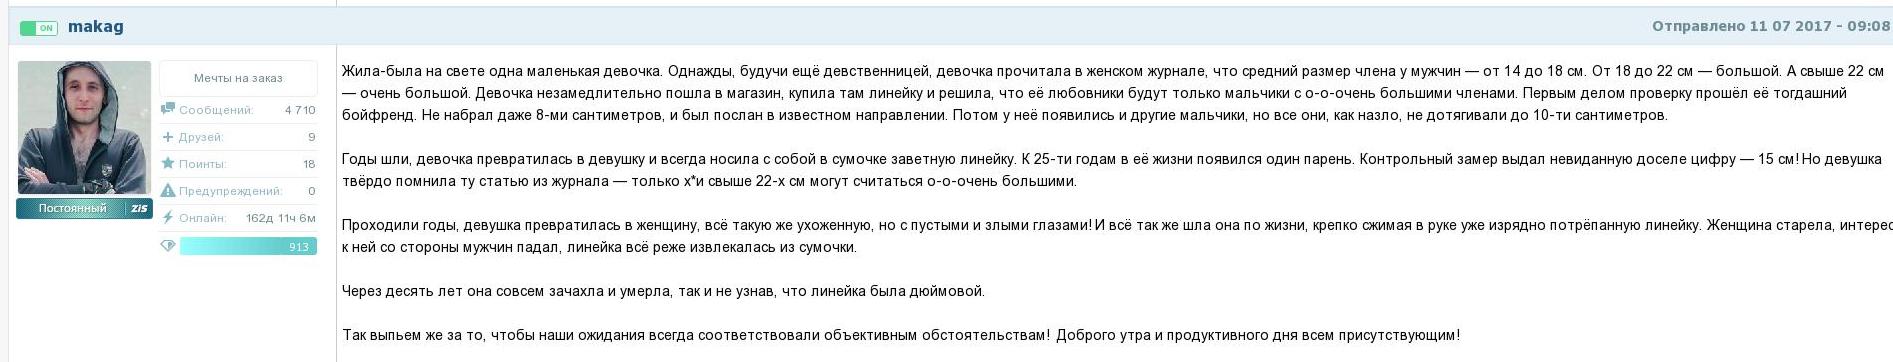 ON makag
Отправлено 11 07 2017 - 09:08
Мечты на заказ
Сообщений: 4 710
Друзей: 9
Поинты: 18
Предупреждений: 0
Онлайн: 162д 11ч 6м
913
Постоянный ZiS
Жила-была на свете одна маленькая девочка. Однажды, будучи ещё девственницей, девочка прочитала в женском журнале, что средний размер члена у мужчин — от 14 до 18 см. От 18 до 22 см — большой. А свыше 22 см
— очень большой. Девочка незамедлительно пошла в магазин, купила там линейку и решила, что её любовники будут только мальчики с о-о-очень большими членами. Первым делом проверку прошёл её тогдашний
бойфренд. Не набрал даже 8-ми сантиметров, и был послан в известном направлении. Потом у неё появились и другие мальчики, но все они, как назло, не дотягивали до 10-ти сантиметров.
Годы шли, девочка превратилась в девушку и всегда носила с собой в сумочке заветную линейку. К 25-ти годам в её жизни появился один парень. Контрольный замер выдал невиданную доселе цифру — 15 см! Но девушка
твёрдо помнила ту статью из журнала — только х*и свыше 22-х см могут считаться о-о-очень большими.
Проходили годы, девушка превратилась в женщину, всё такую же ухоженную, но с пустыми и злыми глазами! И всё так же шла она по жизни, крепко сжимая в руке уже изрядно потрёпанную линейку. Женщина старела, интерес
к ней со стороны мужчин падал, линейка всё реже извлекалась из сумочки.
Через десять лет она совсем зачахла и умерла, так и не узнав, что линейка была дюймовой.
Так выпьем же за то, чтобы наши ожидания всегда соответствовали объективным обстоятельствам! Доброго утра и продуктивного дня всем присутствующим!